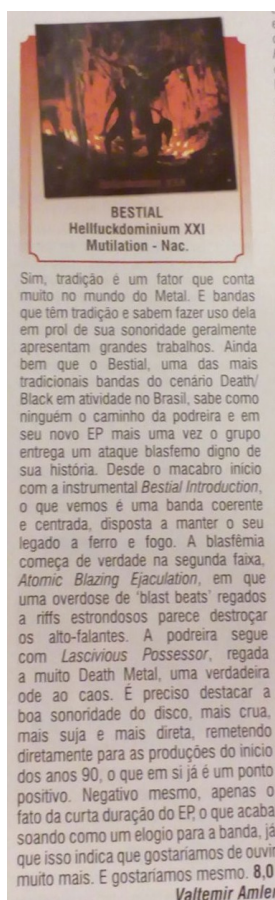 BESTIAL
Hellfuckdominium XXI
Mutilation - Nac.
Sim, tradição é um fator que conta
muito no mundo do Metal. E bandas
que têm tradição e sabem fazer uso dela
em prol de sua sonoridade geralmente
apresentam grandes trabalhos. Ainda
bem que o Bestial, uma das mais
tradicionais bandas do cenário Death/
Black em atividade no Brasil, sabe como
ninguém o caminho da podreira e em
seu novo EP mais uma vez o grupo
entrega um ataque blasfemo digno de
sua história. Desde o macabro inicio
com a instrumental Bestial Introduction,
o que vemos é uma banda coerente
e centrada, disposta a manter o seu
legado a ferro e fogo. A blasfêmia
começa de verdade na segunda faixa,
Atomic Blazing Ejaculation, em que
uma overdose de ‘blast beats’ regados
a riffs estrondosos parece destroçar
os alto-falantes. A podreira segue
com Lascivious Possessor, regada
a muito Death Metal, uma verdadeira
ode ao caos. É preciso destacar a
boa sonoridade do disco, mais crua,
mais suja e mais direta, remetendo
diretamente para as produções do inicio
dos anos 90, o que em si já é um ponto
positivo. Negativo mesmo, apenas o
fato da curta duração do EP, o que acaba
soando como um elogio para a banda, já
que isso indica que gostaríamos de ouvir
muito mais. E gostaríamos mesmo. 8,0
Valtemir Amler